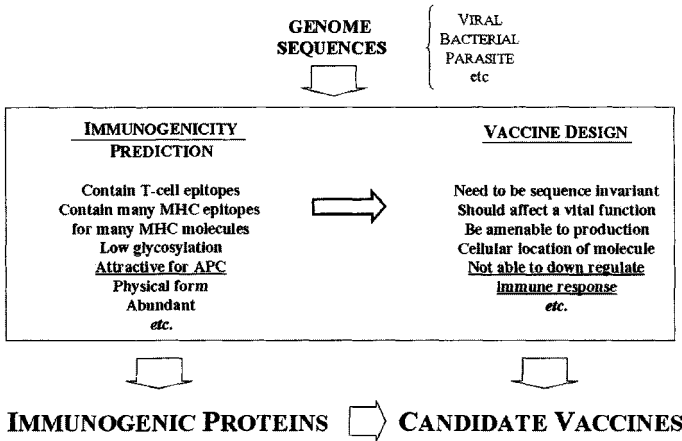 GENOME
SEQUENCES
VIRAL
BACTERIAL
PARASITE
etc
IMMUNOGENICITY
PREDICTION
Contain T-cell epitopes
Contain many MHC epitopes
for many MHC molecules
Low glycosylation
Attractive for APC
Physical form
Abundant
etc.
VACCINE DESIGN
Need to be sequence invariant
Should affect a vital function
Be amenable to production
Cellular location of molecule
Not able to down regulate
immune response
etc.
IMMUNOGENIC PROTEINS
CANDIDATE VACCINES